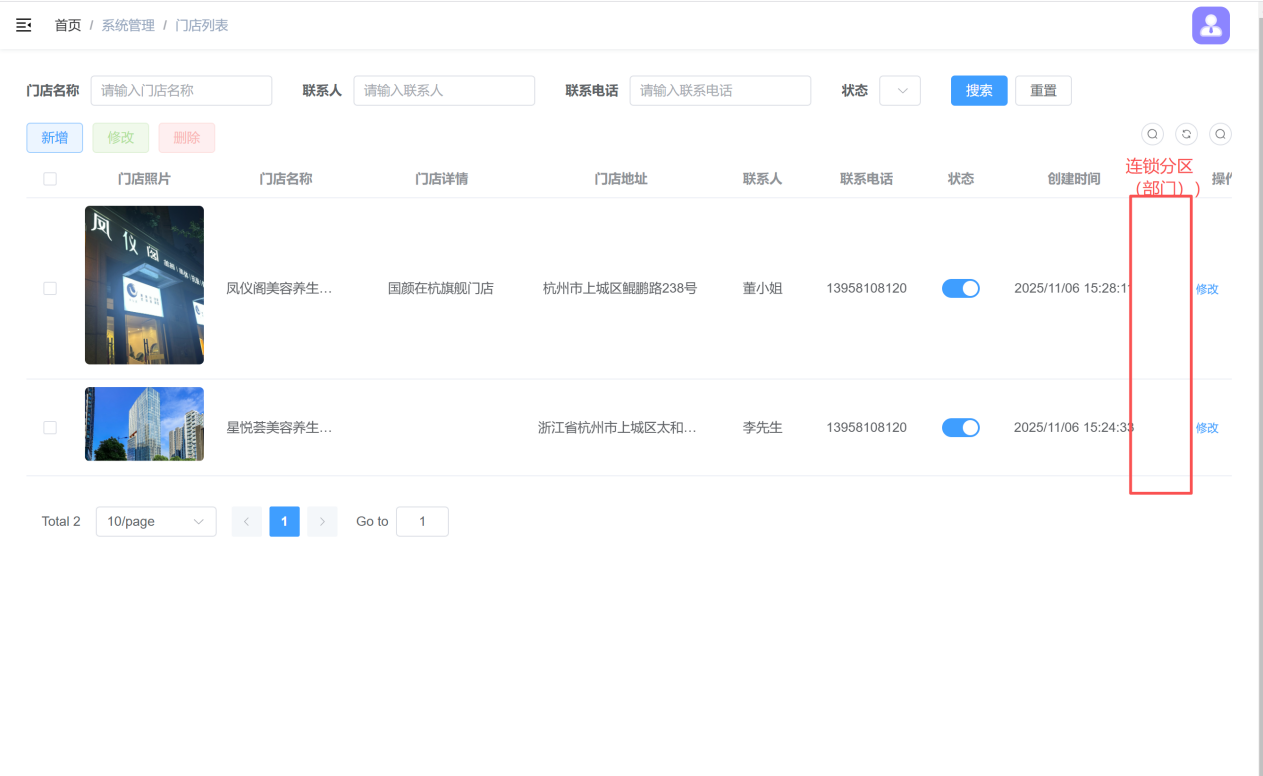 首页 / 系统管理 / 门店列表
门店名称 请输入门店名称 联系人 请输入联系人 联系电话 请输入联系电话 状态 搜索 重置
新增 修改 删除
连锁分区
（部门））
门店照片 门店名称 门店详情 门店地址 联系人 联系电话 状态 创建时间 操作
凤仪阁
凤仪阁美容养生... 国颜在杭旗舰门店 杭州市上城区鲲鹏路238号 董小姐 13958108120 2025/11/06 15:28:11 修改
星悦荟美容养生... 浙江省杭州市上城区太和... 李先生 13958108120 2025/11/06 15:24:33 修改
Total 2 10/page 1 Go to 1